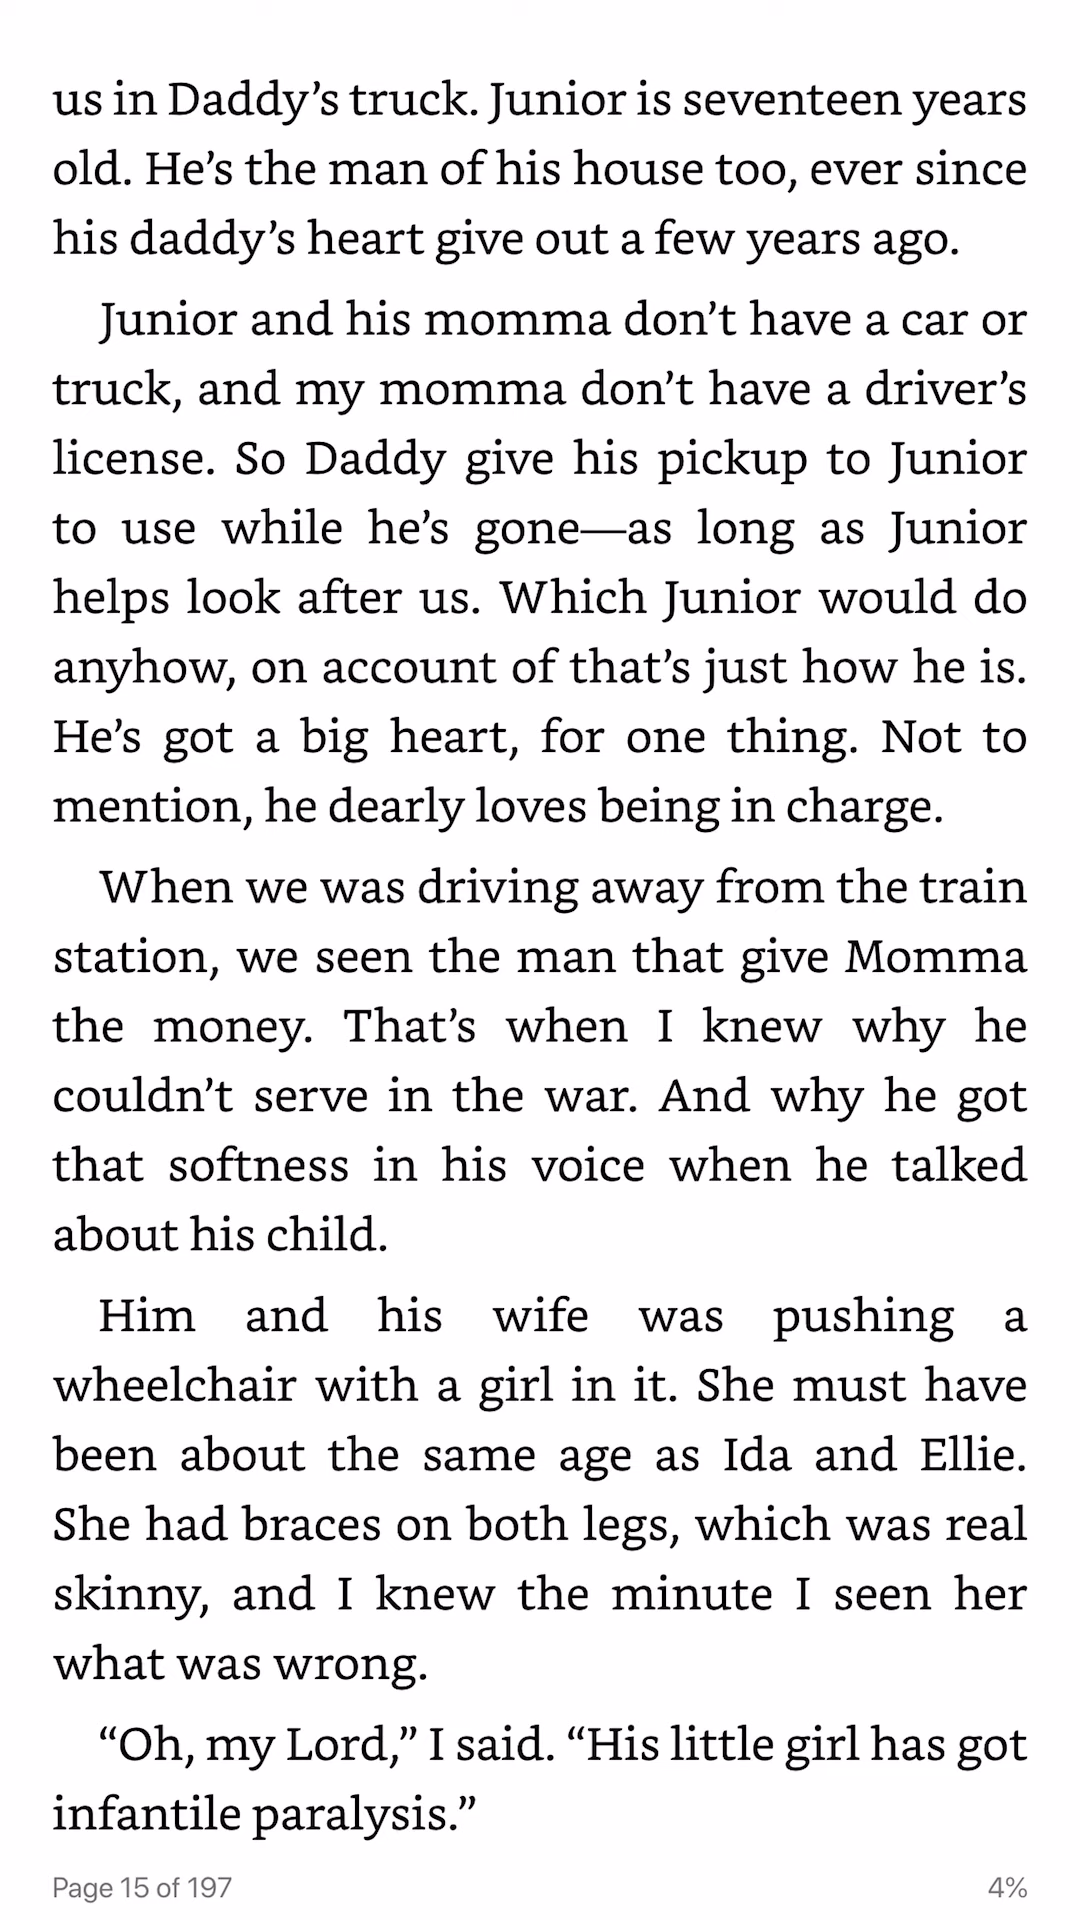 us in Daddy’s truck. Junior is seventeen years
old. He’s the man of his house too, ever since
his daddy’s heart give out a few years ago.
Junior and his momma don’t have a car or
truck, and my momma don’t have a driver’s
license. So Daddy give his pickup to Junior
to use while he’s gone—as long as Junior
helps look after us. Which Junior would do
anyhow, on account of that’s just how he is.
He’s got a big heart, for one thing. Not to
mention, he dearly loves being in charge.
When we was driving away from the train
station, we seen the man that give Momma
the money. That’s when I knew why he
couldn’t serve in the war. And why he got
that softness in his voice when he talked
about his child.
Him and his wife was pushing a
wheelchair with a girl in it. She must have
been about the same age as Ida and Ellie.
She had braces on both legs, which was real
skinny, and I knew the minute I seen her
what was wrong.
“Oh, my Lord,” I said. “His little girl has got
infantile paralysis.”
Page 15 of 197 4%